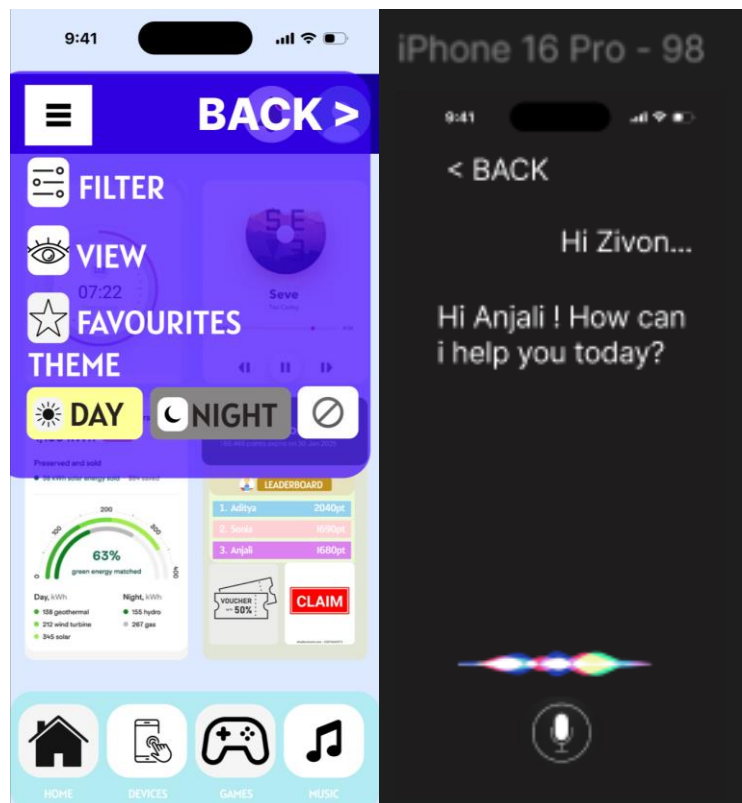 9:41
BACK >
FILTER
VIEW
07:22
FAVOURITES
Seve
THEME
DAY
NIGHT
Preserved and sold
200
63%
green energy matched
0
400
Day, kWh
Night, kWh
138 geothermal
155 hydro
212 wind turbine
267 gas
345 solar
LEADERBOARD
1. Aditya 2040pt
2. Sonia 1690pt
3. Anjali 1680pt
VOUCHER
50%
CLAIM
HOME
DEVICES
GAMES
MUSIC
iPhone 16 Pro - 98
9:41
< BACK
Hi Zivon...
Hi Anjali ! How can
i help you today?